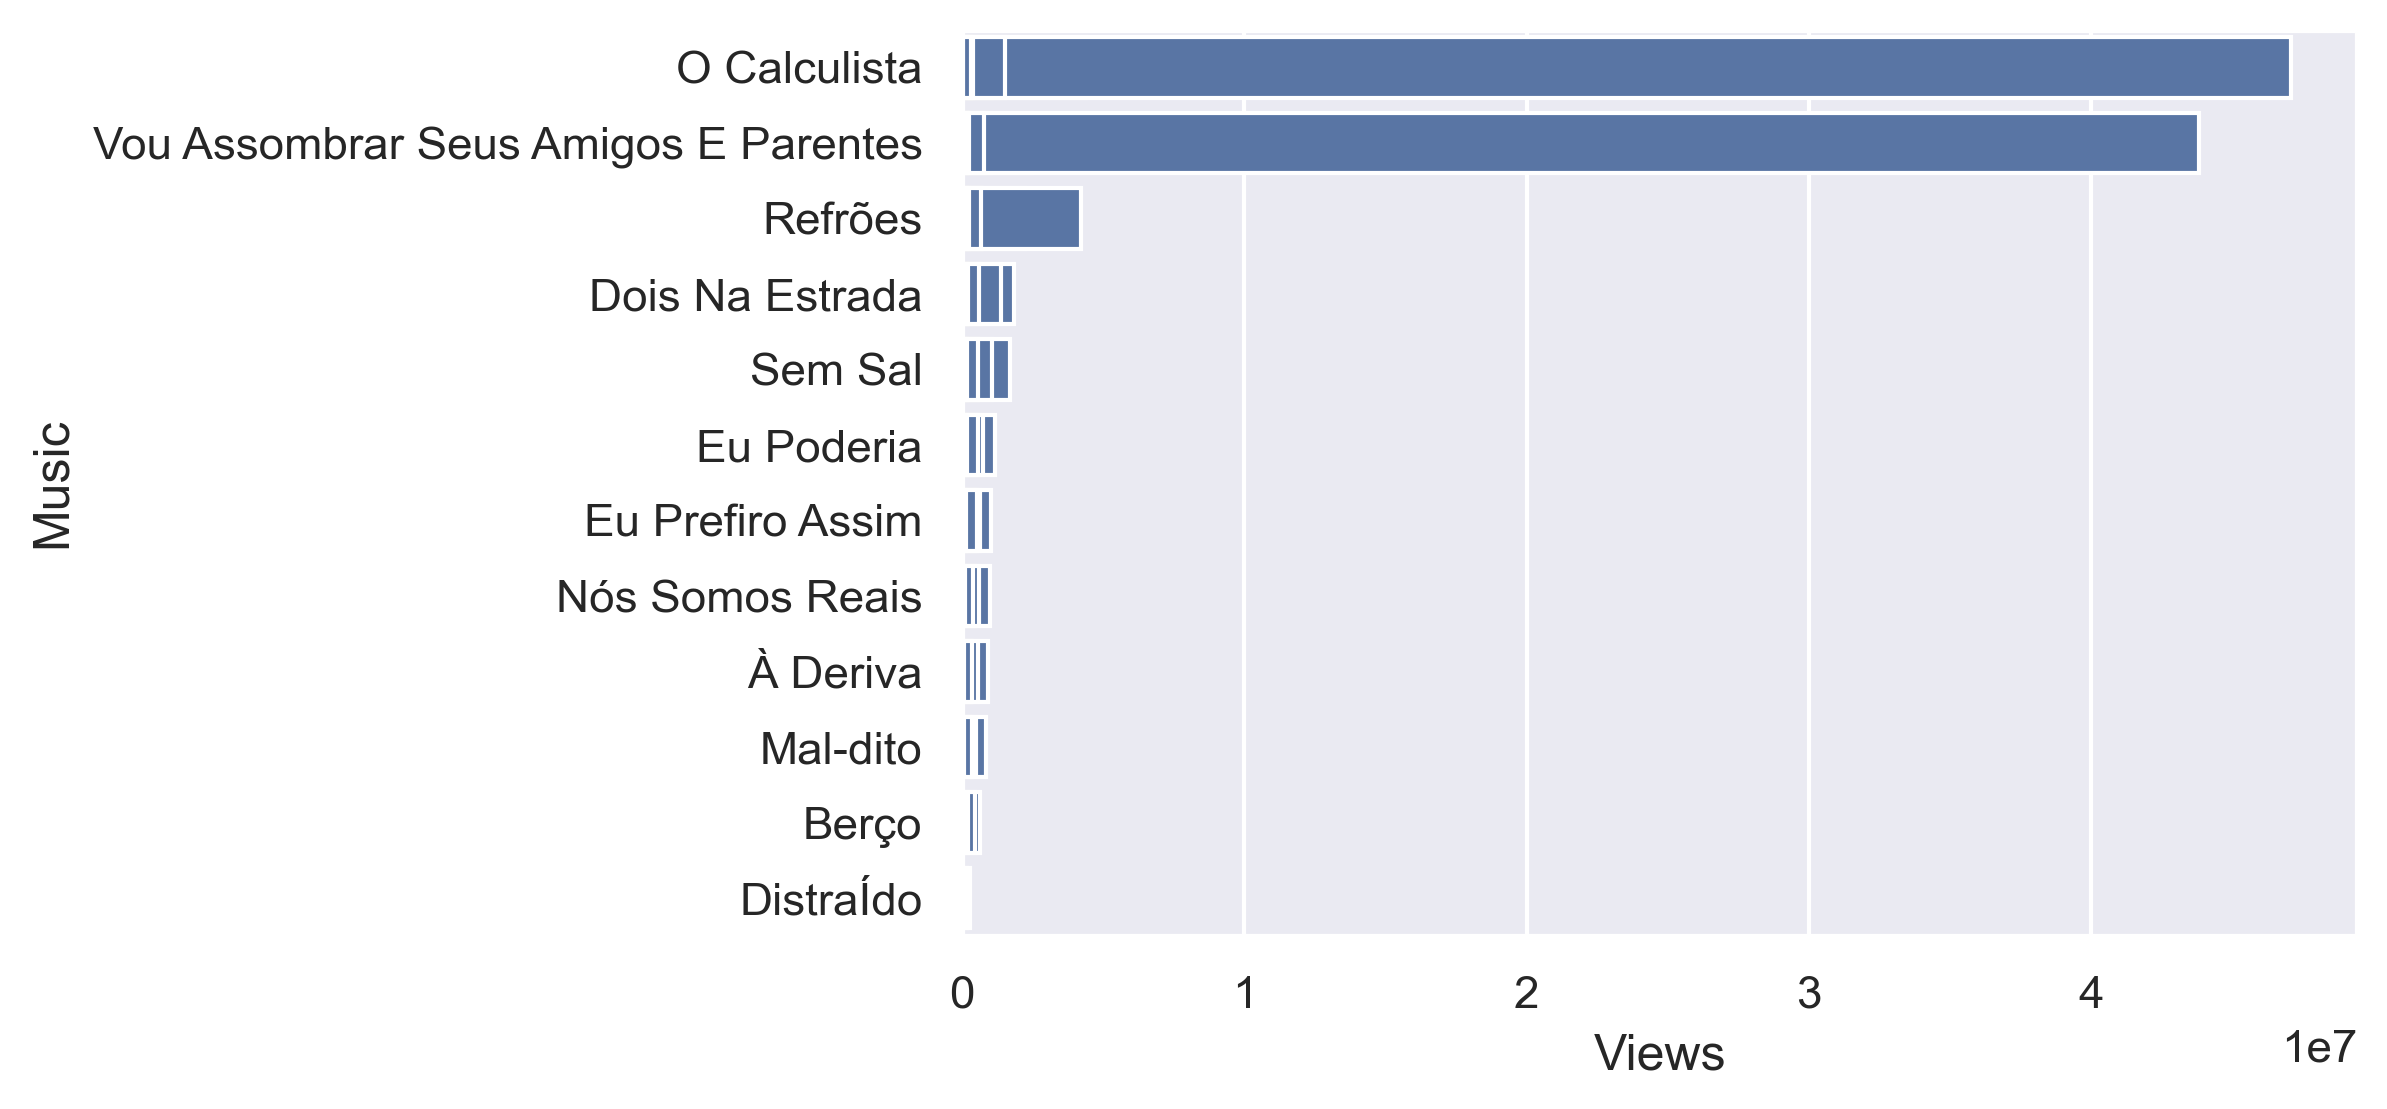 O Calculista
Vou Assombrar Seus Amigos E Parentes
Refrões
Dois Na Estrada
Sem Sal
Eu Poderia
Eu Prefiro Assim
Nós Somos Reais
À Deriva
Mal-dito
Berço
DistraÍdo
Music
0 1 2 3 4
1e7
Views